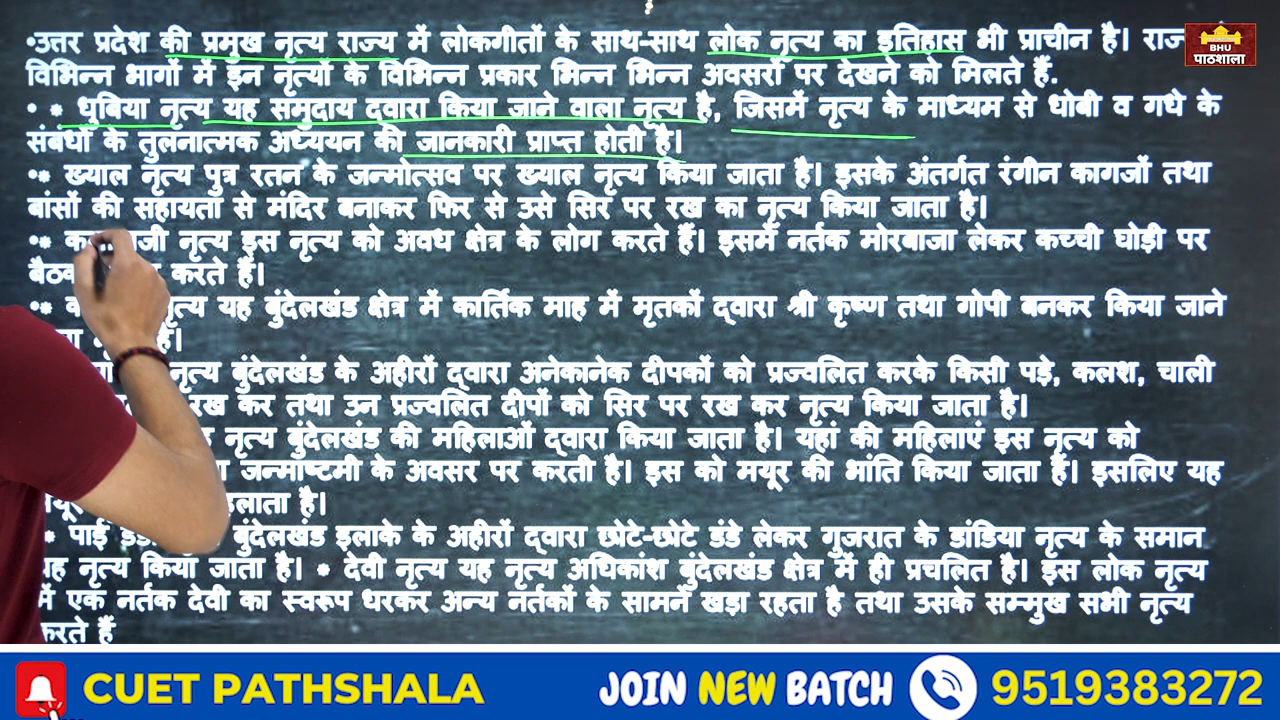 •उत्तर प्रदेश की प्रमुख नृत्य राज्य में लोकगीतों के साथ-साथ लोक नृत्य का इतिहास भी प्राचीन है।
विभिन्न भागों में इन नृत्यों के विभिन्न प्रकार भिन्न भिन्न अवसरों पर देखने को मिलते हैं.
• * धुबिया नृत्य यह समुदाय द्वारा किया जाने वाला नृत्य है, जिसमें नृत्य के माध्यम से धोबी व गधे के
संबंधों के तुलनात्मक अध्ययन की जानकारी प्राप्त होती है।
•* ख्याल नृत्य पुत्र रतन के जन्मोत्सव पर ख्याल नृत्य किया जाता है। इसके अंतर्गत रंगीन कागजों तथा
बांसों की सहायता से मंदिर बनाकर फिर से उसे सिर पर रख का नृत्य किया जाता है।
•* नृत्य इस नृत्य को अवध क्षेत्र के लोग करते हैं। इसमें नर्तक मोरबाजा लेकर कच्ची घोड़ी पर
करते हैं।
•* नृत्य यह बुंदेलखंड क्षेत्र में कार्तिक माह में मृतकों द्वारा श्री कृष्ण तथा गोपी बनकर किया जाने
है।
नृत्य बुंदेलखंड के अहीरों द्वारा अनेकानेक दीपकों को प्रज्वलित करके किसी पड़े, कलश, चाली
रख कर तथा उन प्रज्वलित दीपों को सिर पर रख कर नृत्य किया जाता है।
नृत्य बुंदेलखंड की महिलाओं द्वारा किया जाता है। यहां की महिलाएं इस नृत्य को
जन्माष्टमी के अवसर पर करती है। इस को मयूर की भांति किया जाता हैं। इसलिए यह
है।
* पाई बुंदेलखंड इलाके के अहीरों द्वारा छोटे-छोटे डंडे लेकर गुजरात के डांडिया नृत्य के समान
यह नृत्य किया जाता है। * देवी नृत्य यह नृत्य अधिकांश बुंदेलखंड क्षेत्र में ही प्रचलित है। इस लोक नृत्य
में एक नर्तक देवी का स्वरूप धरकर अन्य नर्तकों के सामने खड़ा रहता है तथा उसके सम्मुख सभी नृत्य
करते हैं
BHU
पाठशाला
CUET PATHSHALA
JOIN NEW BATCH
9519383272